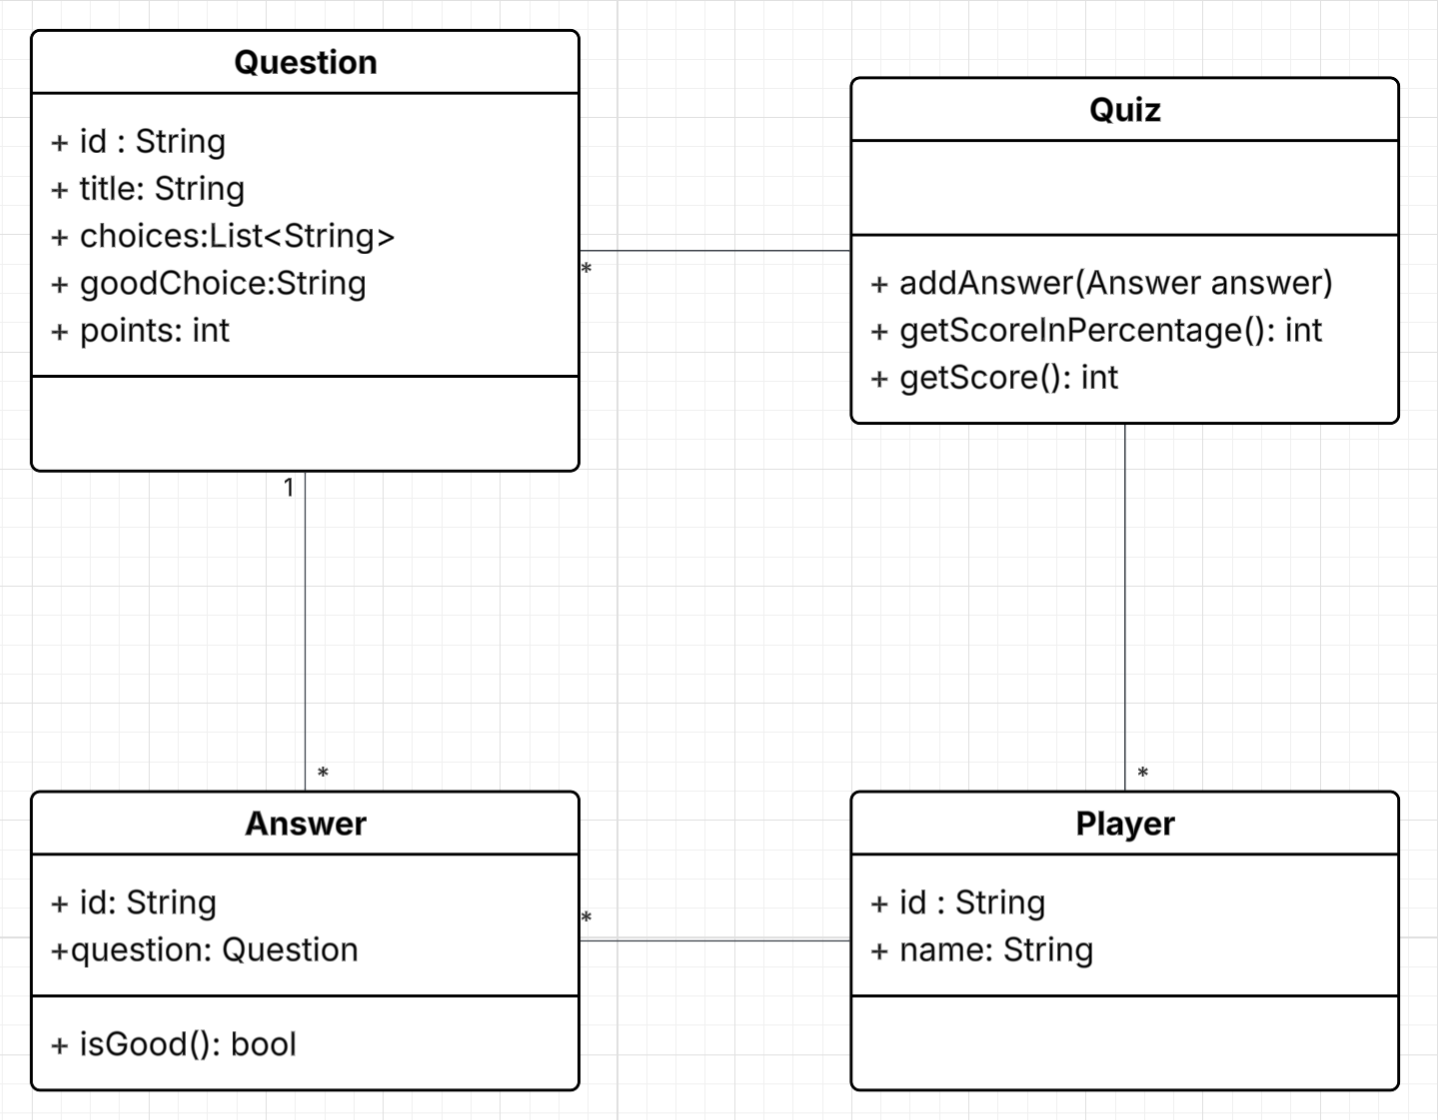 Question
+ id : String
+ title: String
+ choices:List<String>
+ goodChoice:String
+ points: int
*
1
Quiz
+ addAnswer(Answer answer)
+ getScoreInPercentage(): int
+ getScore(): int
*
*
Answer
+ id: String
+question: Question
+ isGood(): bool
*
Player
+ id : String
+ name: String